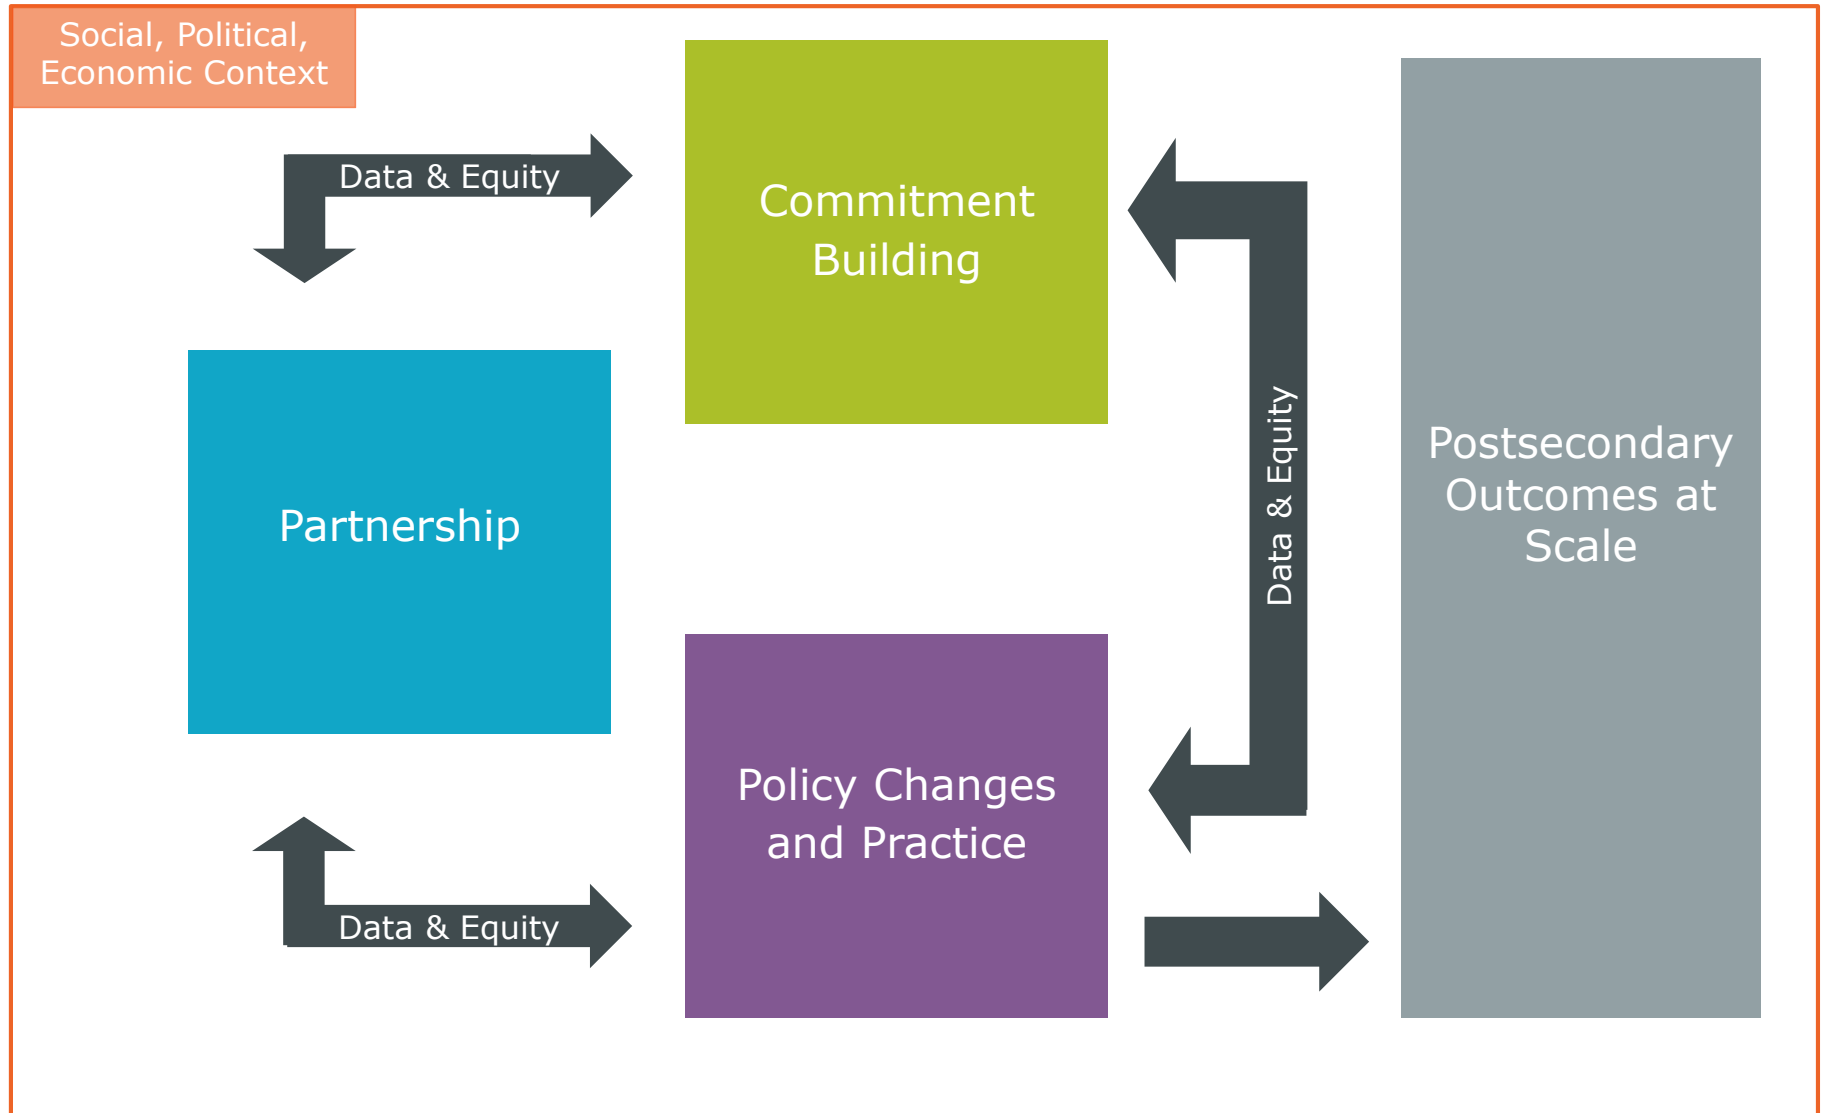 Social, Political,
Economic Context
Data & Equity
Commitment
Building
Partnership
Data & Equity
Postsecondary
Outcomes at
Scale
Policy Changes
and Practice
Data & Equity